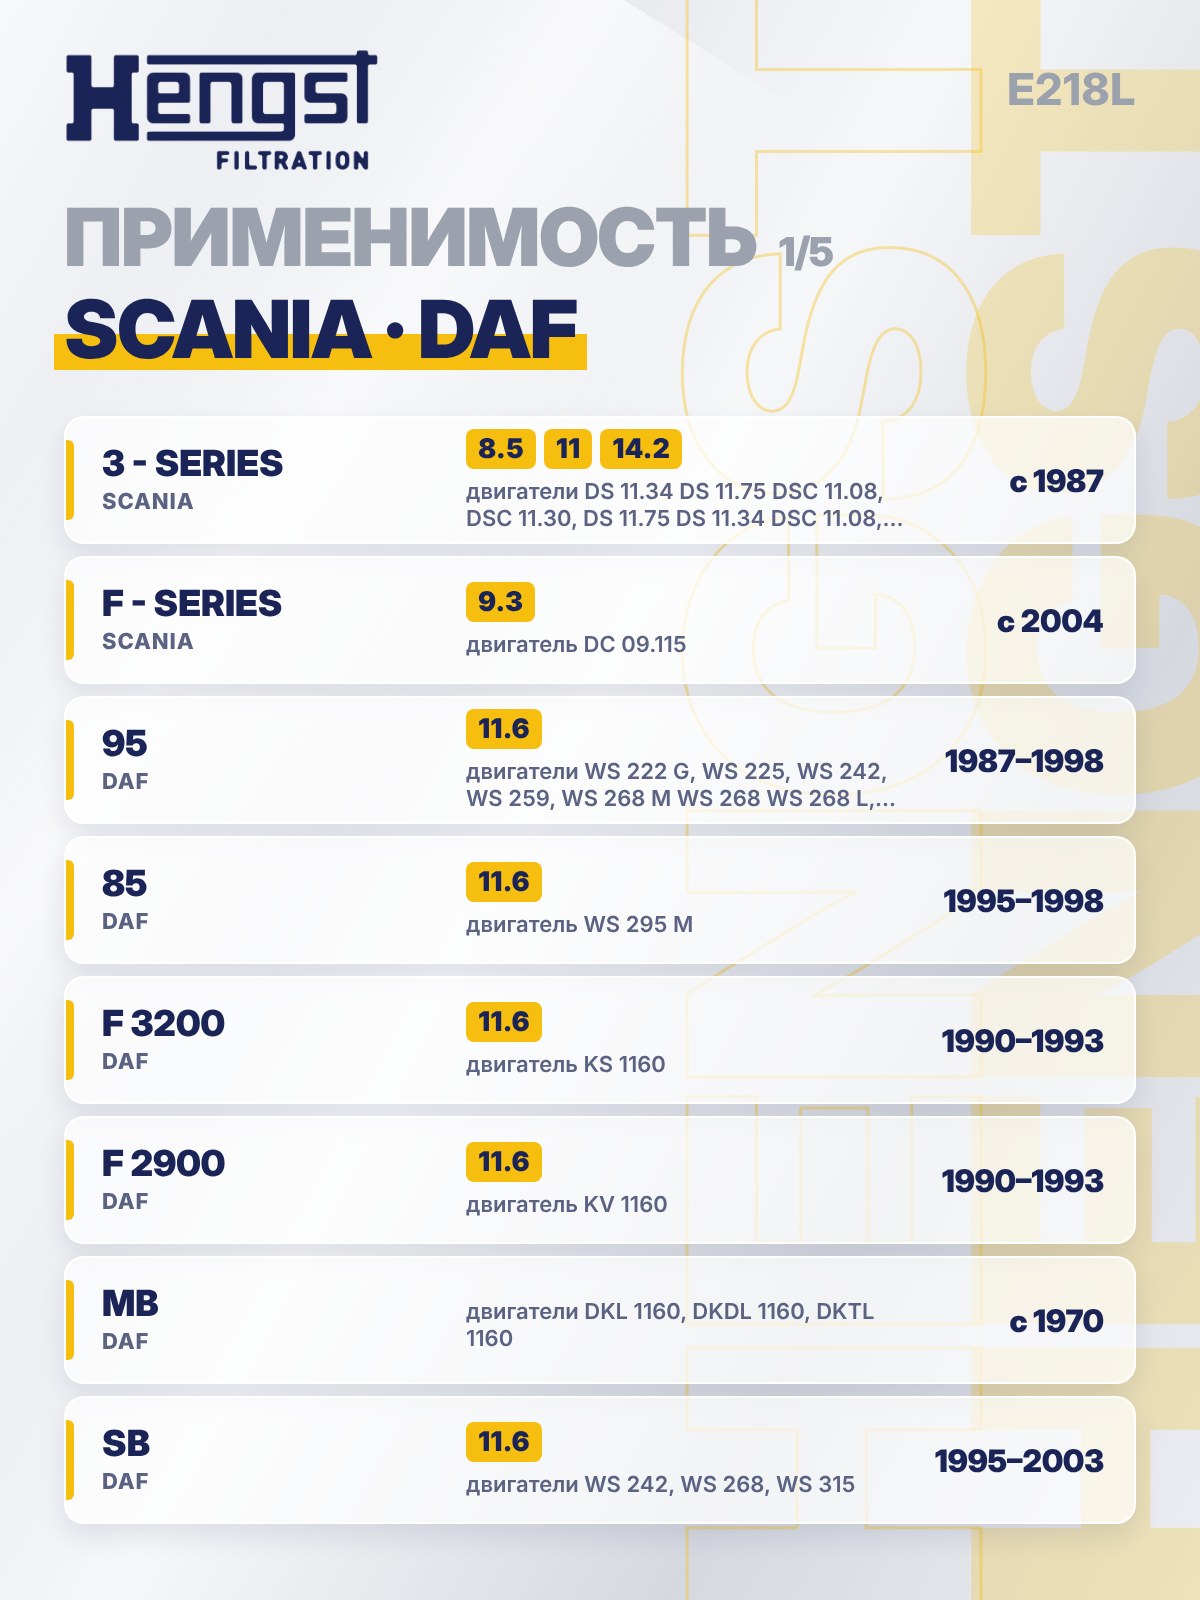 Hengst
FILTRATION
E218L
ПРИМЕНИМОСТЬ 1/5
SCANIA · DAF
3 - SERIES
SCANIA
8.5 11 14.2
двигатели DS 11.34 DS 11.75 DSC 11.08,
DSC 11.30, DS 11.75 DS 11.34 DSC 11.08,...
с 1987
F - SERIES
SCANIA
9.3
двигатель DC 09.115
с 2004
95
DAF
11.6
двигатели WS 222 G, WS 225, WS 242,
WS 259, WS 268 M WS 268 WS 268 L,...
1987–1998
85
DAF
11.6
двигатель WS 295 M
1995–1998
F 3200
DAF
11.6
двигатель KS 1160
1990–1993
F 2900
DAF
11.6
двигатель KV 1160
1990–1993
MB
DAF
двигатели DKL 1160, DKDL 1160, DKTL
1160
с 1970
SB
DAF
11.6
двигатели WS 242, WS 268, WS 315
1995–2003
HENGST